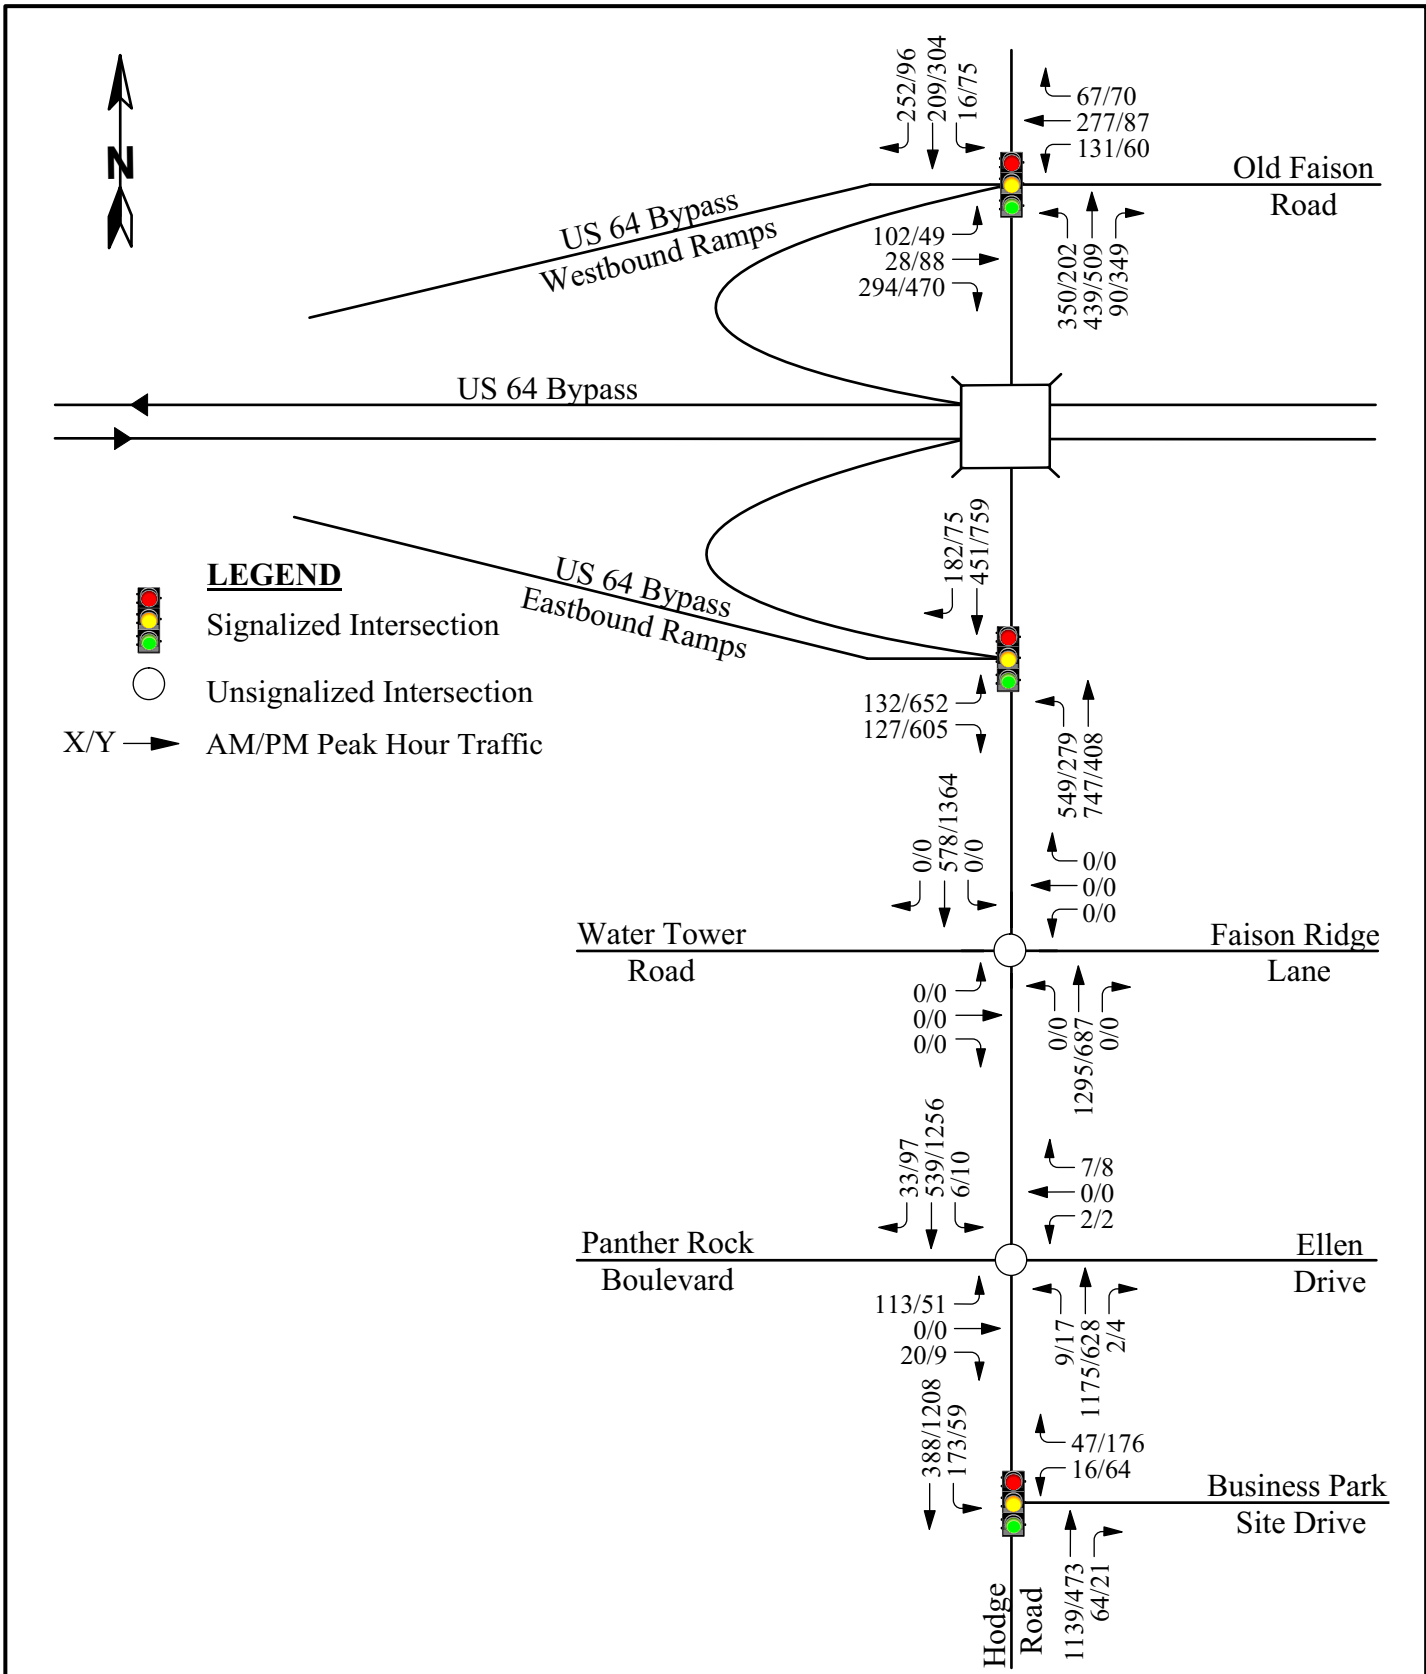 252/96
209/304
16/75
67/70
277/87
131/60
N
Old Faison
Road
US 64 Bypass
Westbound Ramps
102/49
28/88
294/470
350/202
439/509
90/349
US 64 Bypass
182/75
451/759
US 64 Bypass
Eastbound Ramps
LEGEND
Signalized Intersection
Unsignalized Intersection
X/Y
AM/PM Peak Hour Traffic
132/652
127/605
549/279
747/408
0/0
578/1364
0/0
0/0
0/0
0/0
Water Tower
Road
Faison Ridge
Lane
0/0
0/0
0/0
0/0
1295/687
0/0
33/97
539/1256
6/10
7/8
0/0
2/2
Panther Rock
Boulevard
Ellen
Drive
113/51
0/0
20/9
9/17
1175/628
2/4
388/1208
173/59
47/176
16/64
Business Park
Site Drive
1139/473
64/21
Hodge
Road